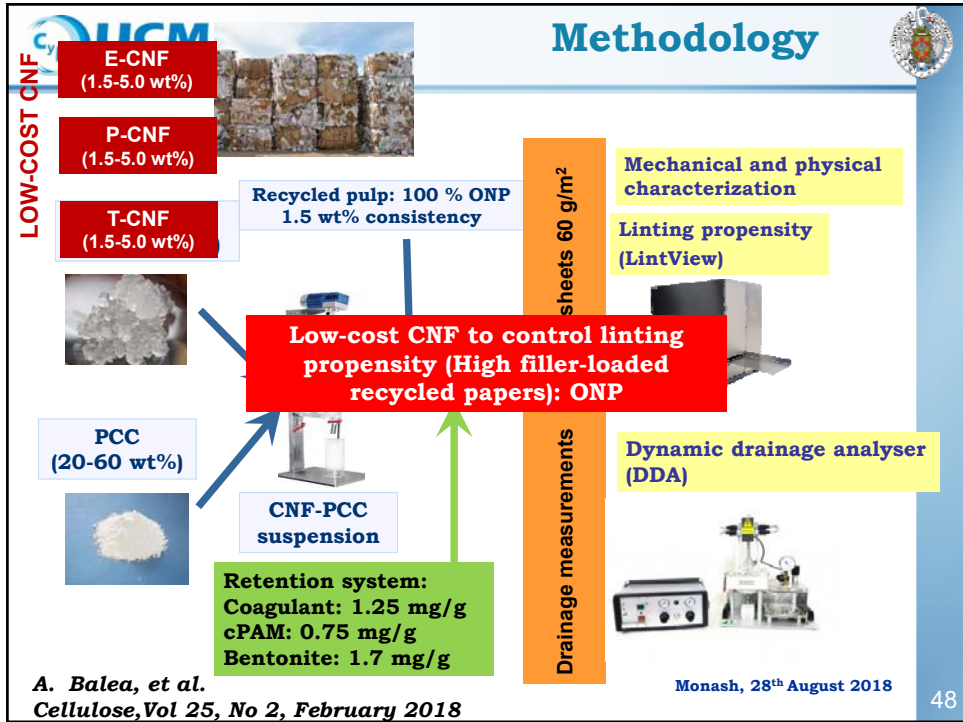 UCM
Cy
Methodology
LOW-COST CNF
E-CNF
(1.5-5.0 wt%)
P-CNF
(1.5-5.0 wt%)
T-CNF
(1.5-5.0 wt%)
)
Recycled pulp: 100 % ONP
1.5 wt% consistency
Low-cost CNF to control linting
propensity (High filler-loaded
recycled papers): ONP
PCC
(20-60 wt%)
CNF-PCC
suspension
Retention system:
Coagulant: 1.25 mg/g
cPAM: 0.75 mg/g
Bentonite: 1.7 mg/g
sheets 60 g/m²
Drainage measurements
Mechanical and physical
characterization
Linting propensity
(LintView)
Dynamic drainage analyser
(DDA)
A. Balea, et al.
Cellulose,Vol 25, No 2, February 2018
Monash, 28th August 2018
48